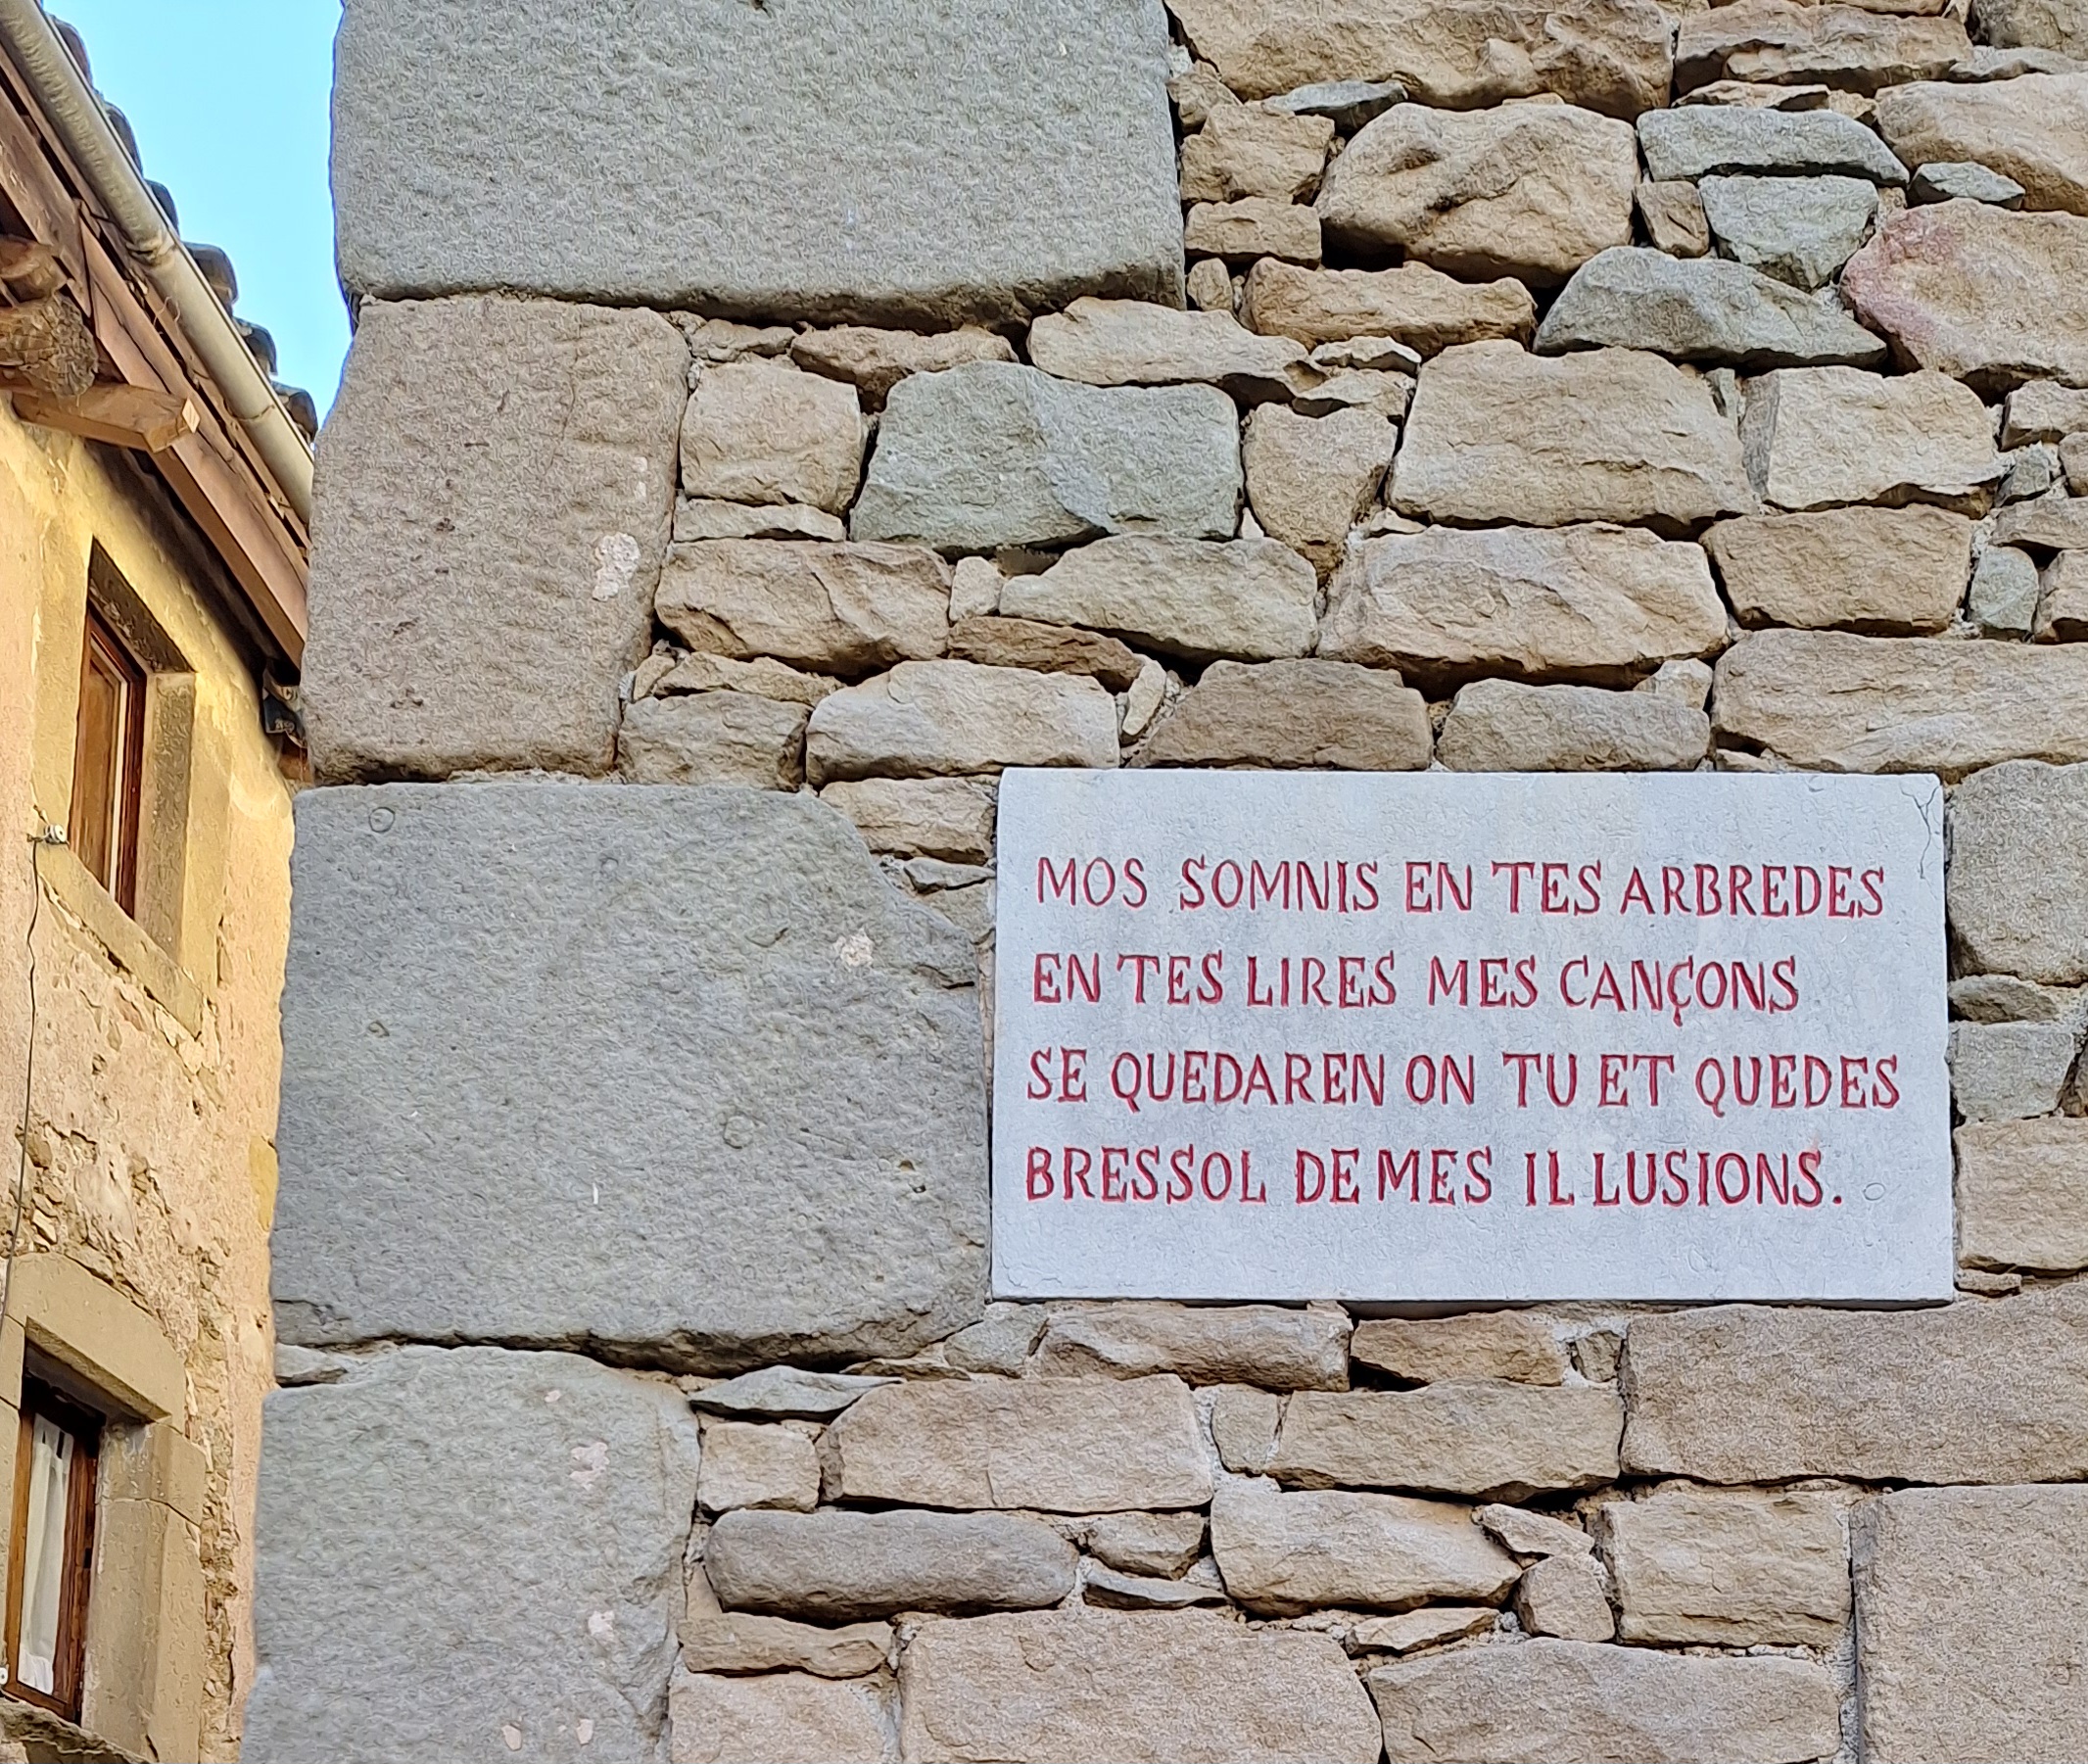 MOS SOMNIS EN TES ARBREDES
EN TES LIRES MES CANÇONS
SE QUEDAREN ON TU ET QUEDES
BRESSOL DE MES IL LUSIONS.